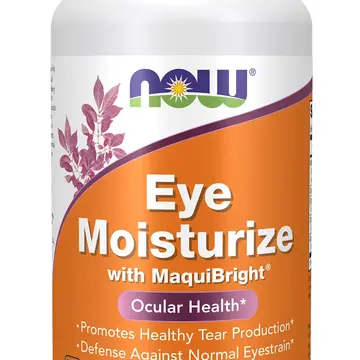 NOW®
Eye
Moisturize
with MaquiBright®
Ocular Health*
•Promotes Healthy Tear Production*
•Defense Against Normal Eyestrain*